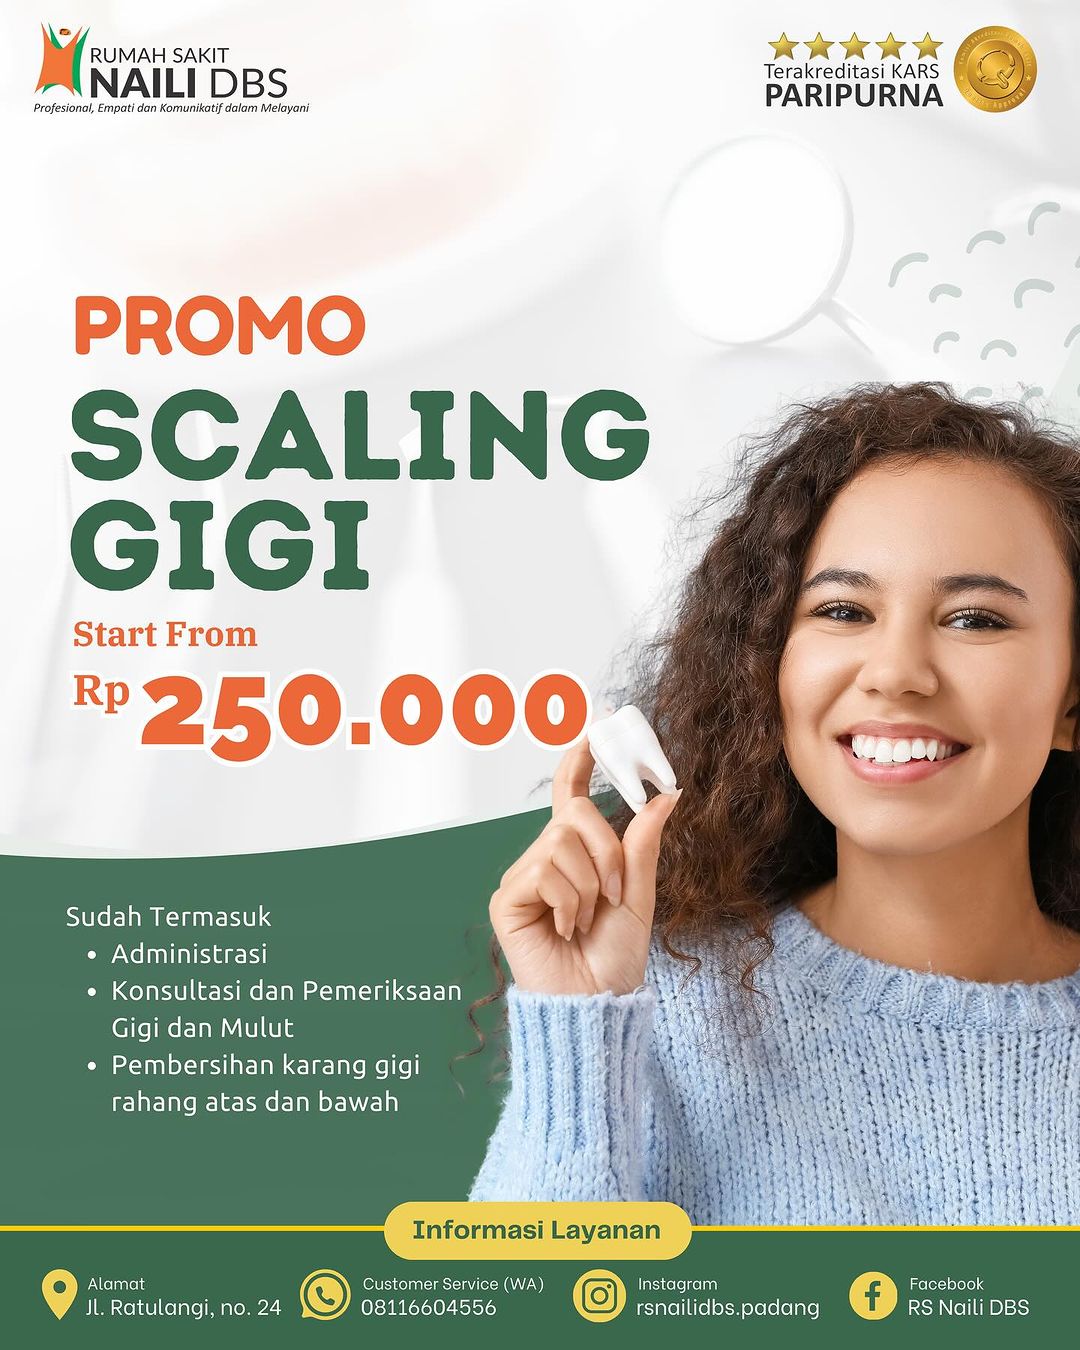 RUMAH SAKIT
NAILI DBS
Profesional, Empati dan Komunikatif dalam Melayani
Terakreditasi KARS
PARIPURNA
PROMO
SCALING
GIGI
Start From
Rp 250.000
Sudah Termasuk
• Administrasi
• Konsultasi dan Pemeriksaan
Gigi dan Mulut
• Pembersihan karang gigi
rahang atas dan bawah
Informasi Layanan
Alamat
Jl. Ratulangi, no. 24
Customer Service (WA)
08116604556
Instagram
rsnailidbs.padang
Facebook
RS Naili DBS